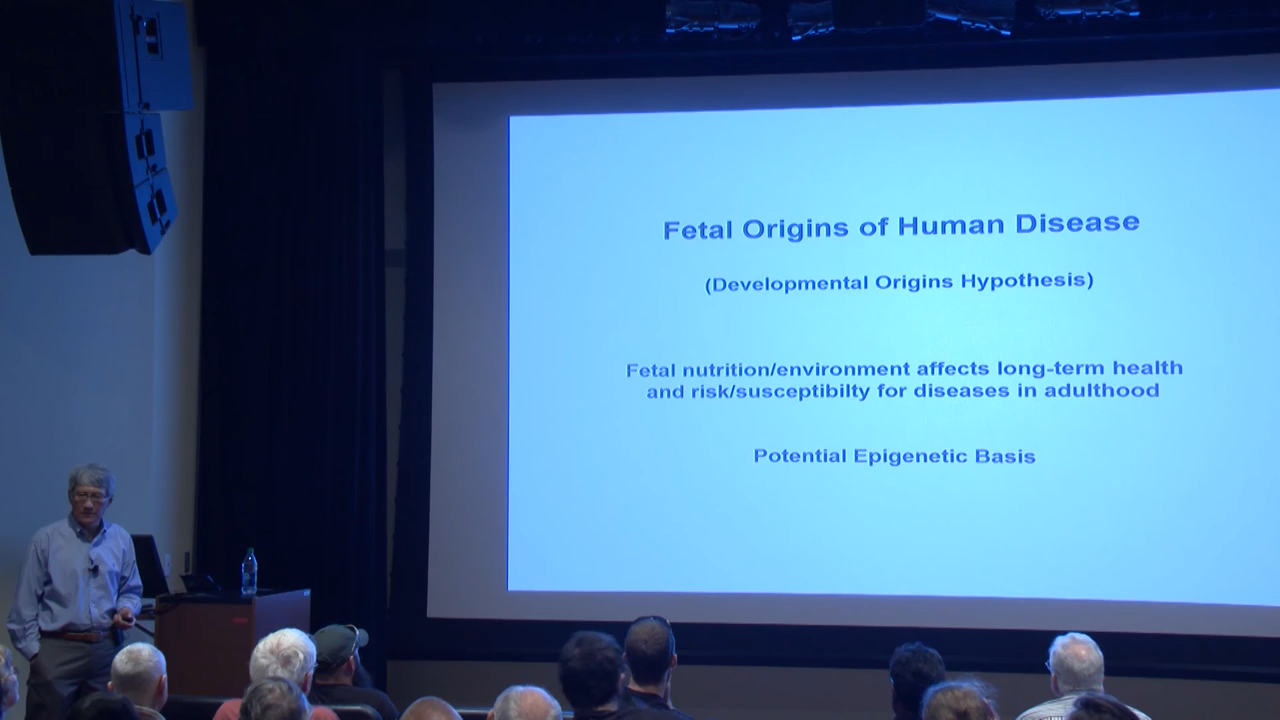 Fetal Origins of Human Disease
(Developmental Origins Hypothesis)
Fetal nutrition/environment affects long-term health
and risk/susceptibilty for diseases in adulthood
Potential Epigenetic Basis